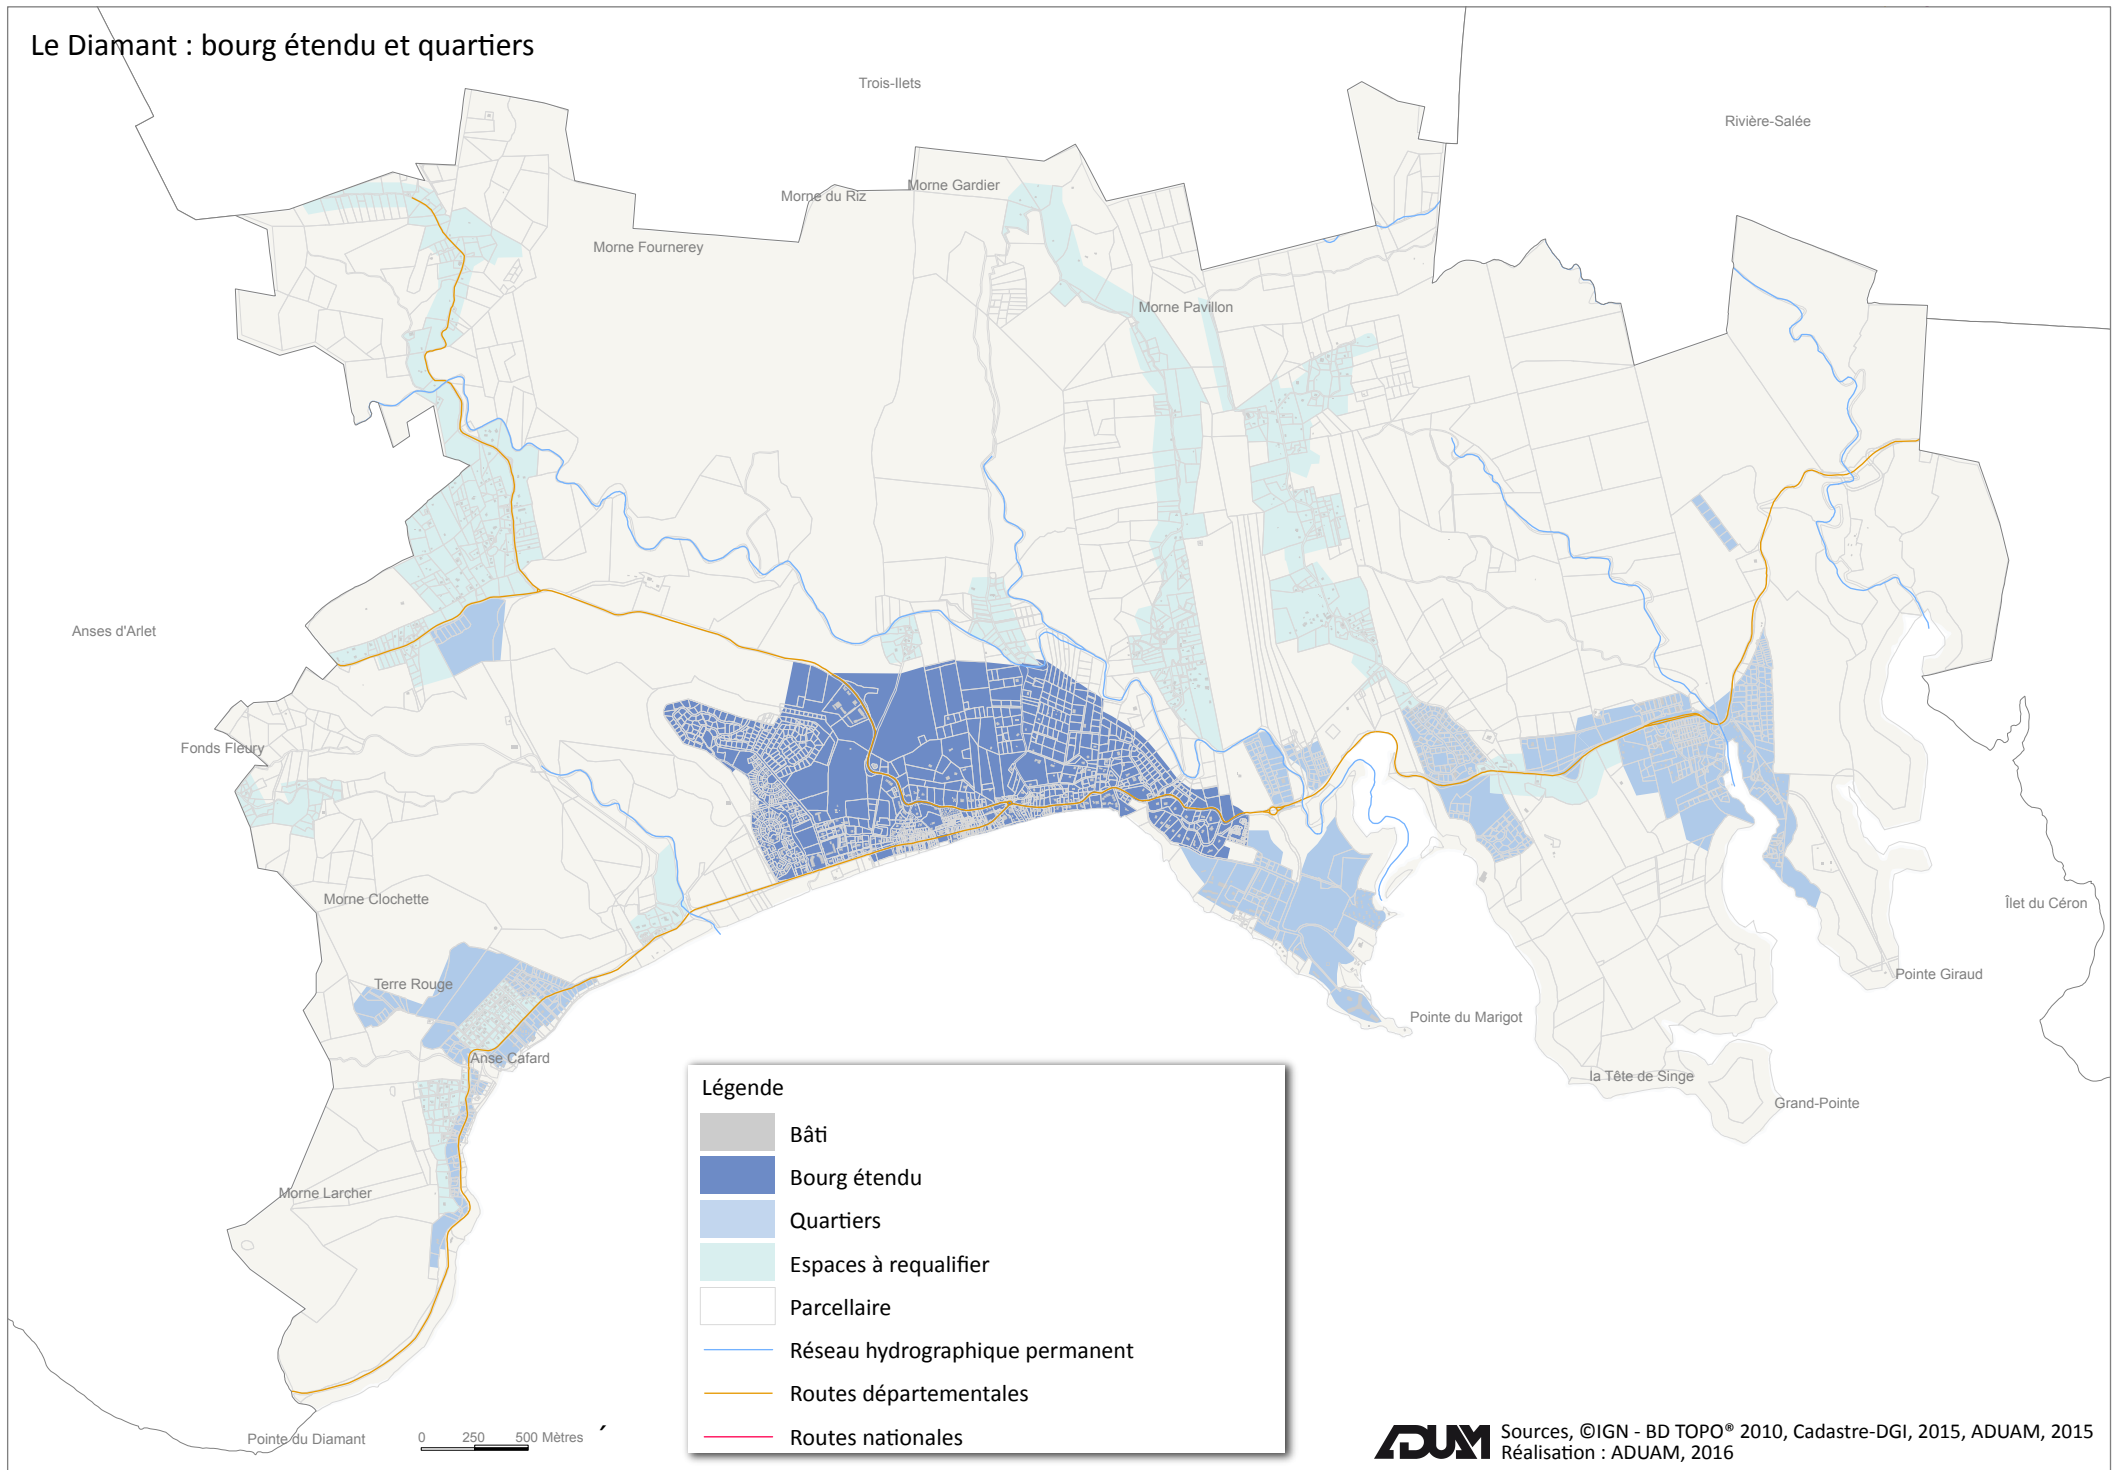 Le Diamant : bourg étendu et quartiers
Trois-Ilets
Rivière-Salée
Morne Gardier
Morne du Riz
Morne Fournerey
Morne Pavillon
Anses d'Arlet
Fonds Fleury
Morne Clochette
Îlet du Céron
Terre Rouge
Pointe Giraud
Pointe du Marigot
Anse Cafard
la Tête de Singe
Grand-Pointe
Morne Larcher
Pointe du Diamant
0 250 500 Mètres
Légende
Bâti
Bourg étendu
Quartiers
Espaces à requalifier
Parcellaire
Réseau hydrographique permanent
Routes départementales
Routes nationales
ADUAM
Sources, ©IGN - BD TOPO® 2010, Cadastre-DGI, 2015, ADUAM, 2015
Réalisation : ADUAM, 2016